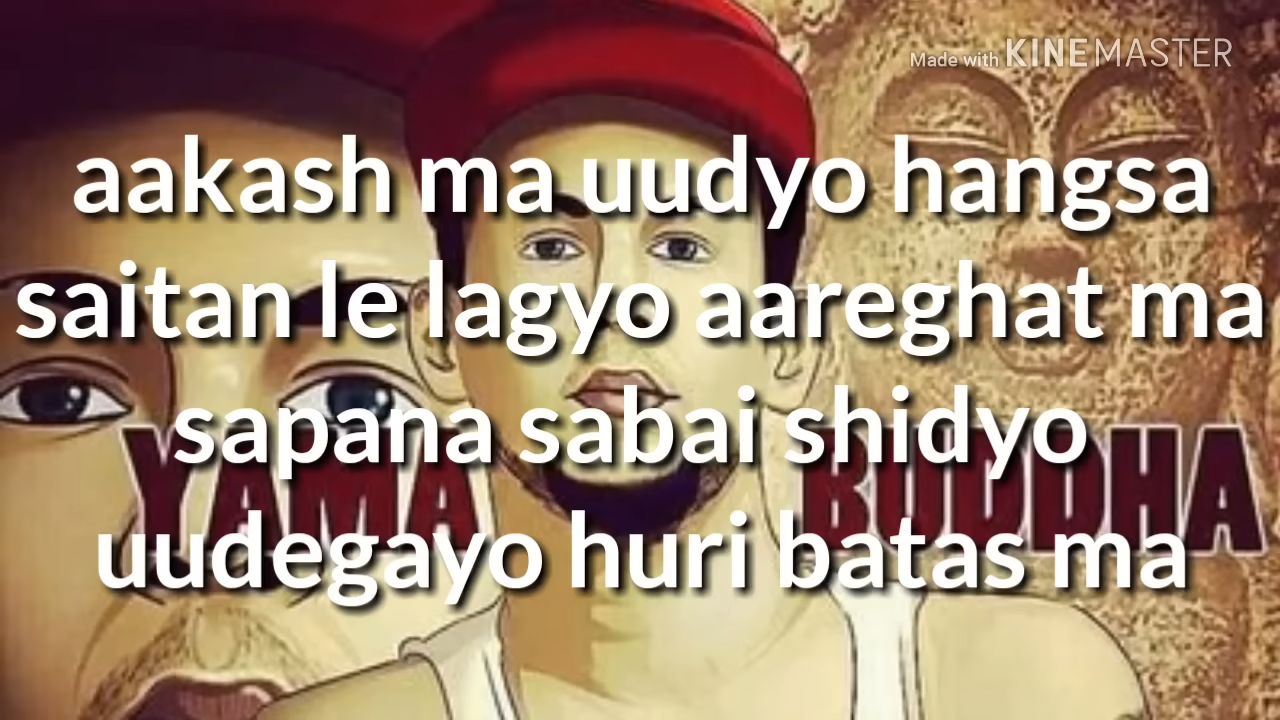 Made with KINEMASTER
aakash ma uudyo hangsa
saitan le lagyo aareghat ma
sapana sabai shidyo
YAMA BUDDHA
uudegayo huri batas ma